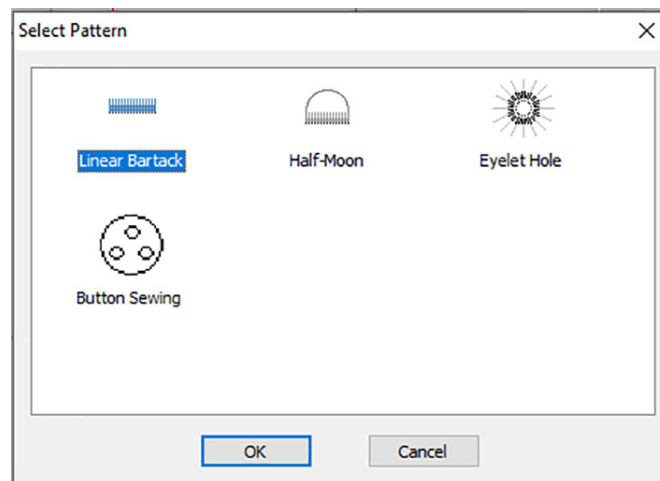 Select Pattern
Linear Bartack
Half-Moon
Eyelet Hole
Button Sewing
OK
Cancel